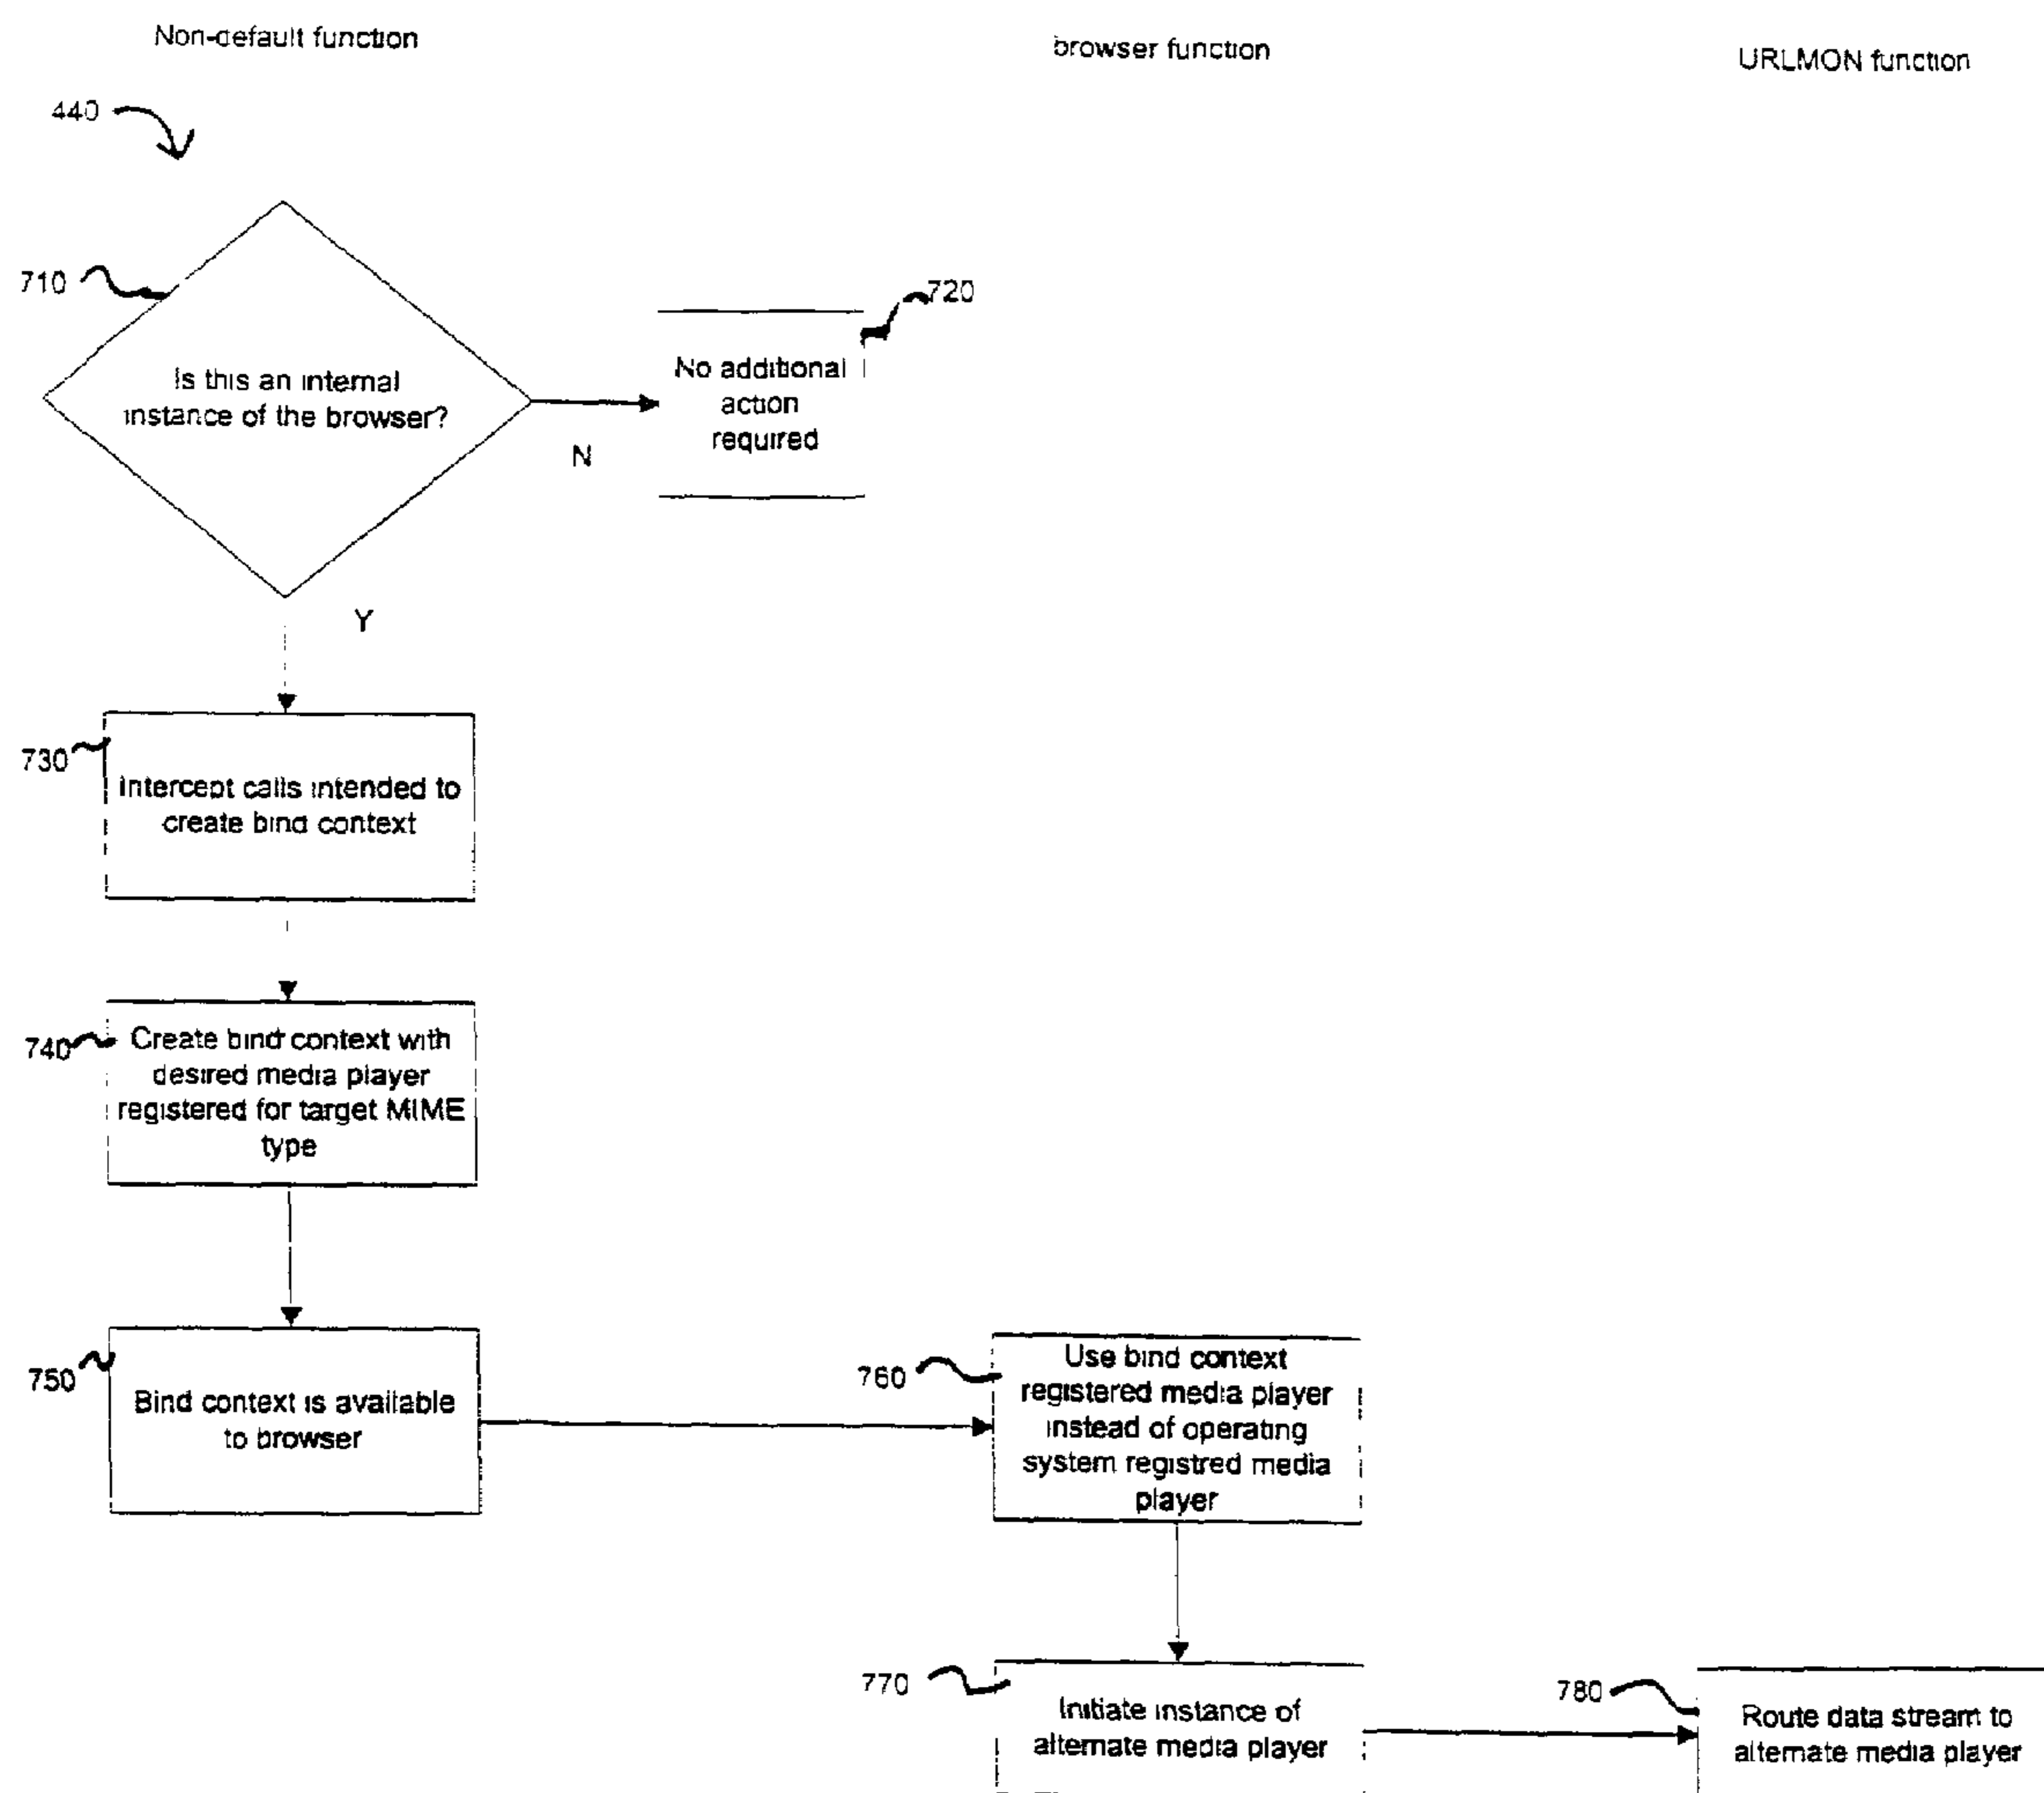 Non-default function
browser function
URLMON function
440
710
Is this an internal
instance of the browser?
720
No additional
action
required
N
Y
730
Intercept calls intended to
create bind context
740
Create bind context with
desired media player
registered for target MIME
type
750
Bind context is available
to browser
760
Use bind context
registered media player
instead of operating
system registred media
player
770
Initiate instance of
alternate media player
780
Route data stream to
alternate media player